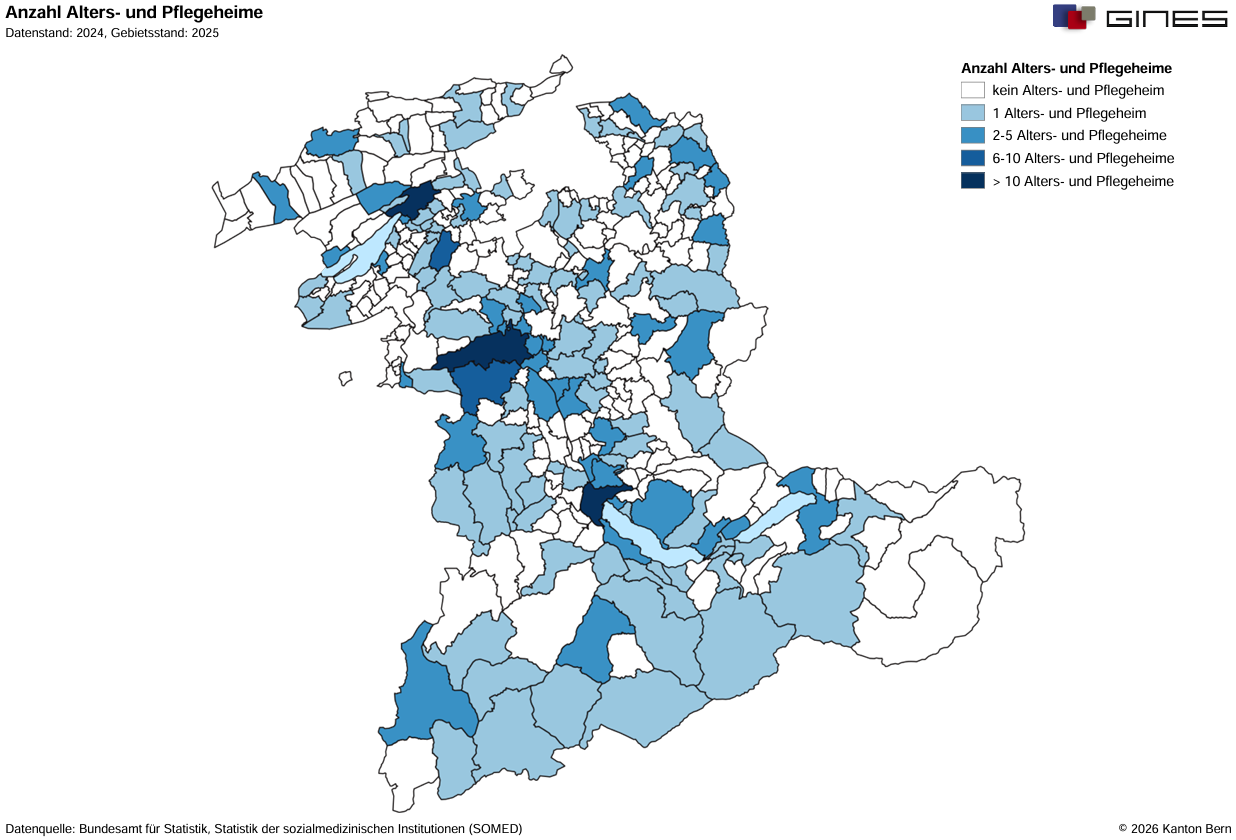 Anzahl Alters- und Pflegeheime
Datenstand: 2024, Gebietsstand: 2025
GINES
Anzahl Alters- und Pflegeheime
kein Alters- und Pflegeheim
1 Alters- und Pflegeheim
2-5 Alters- und Pflegeheime
6-10 Alters- und Pflegeheime
> 10 Alters- und Pflegeheime
Datenquelle: Bundesamt für Statistik, Statistik der sozialmedizinischen Institutionen (SOMED)
© 2026 Kanton Bern